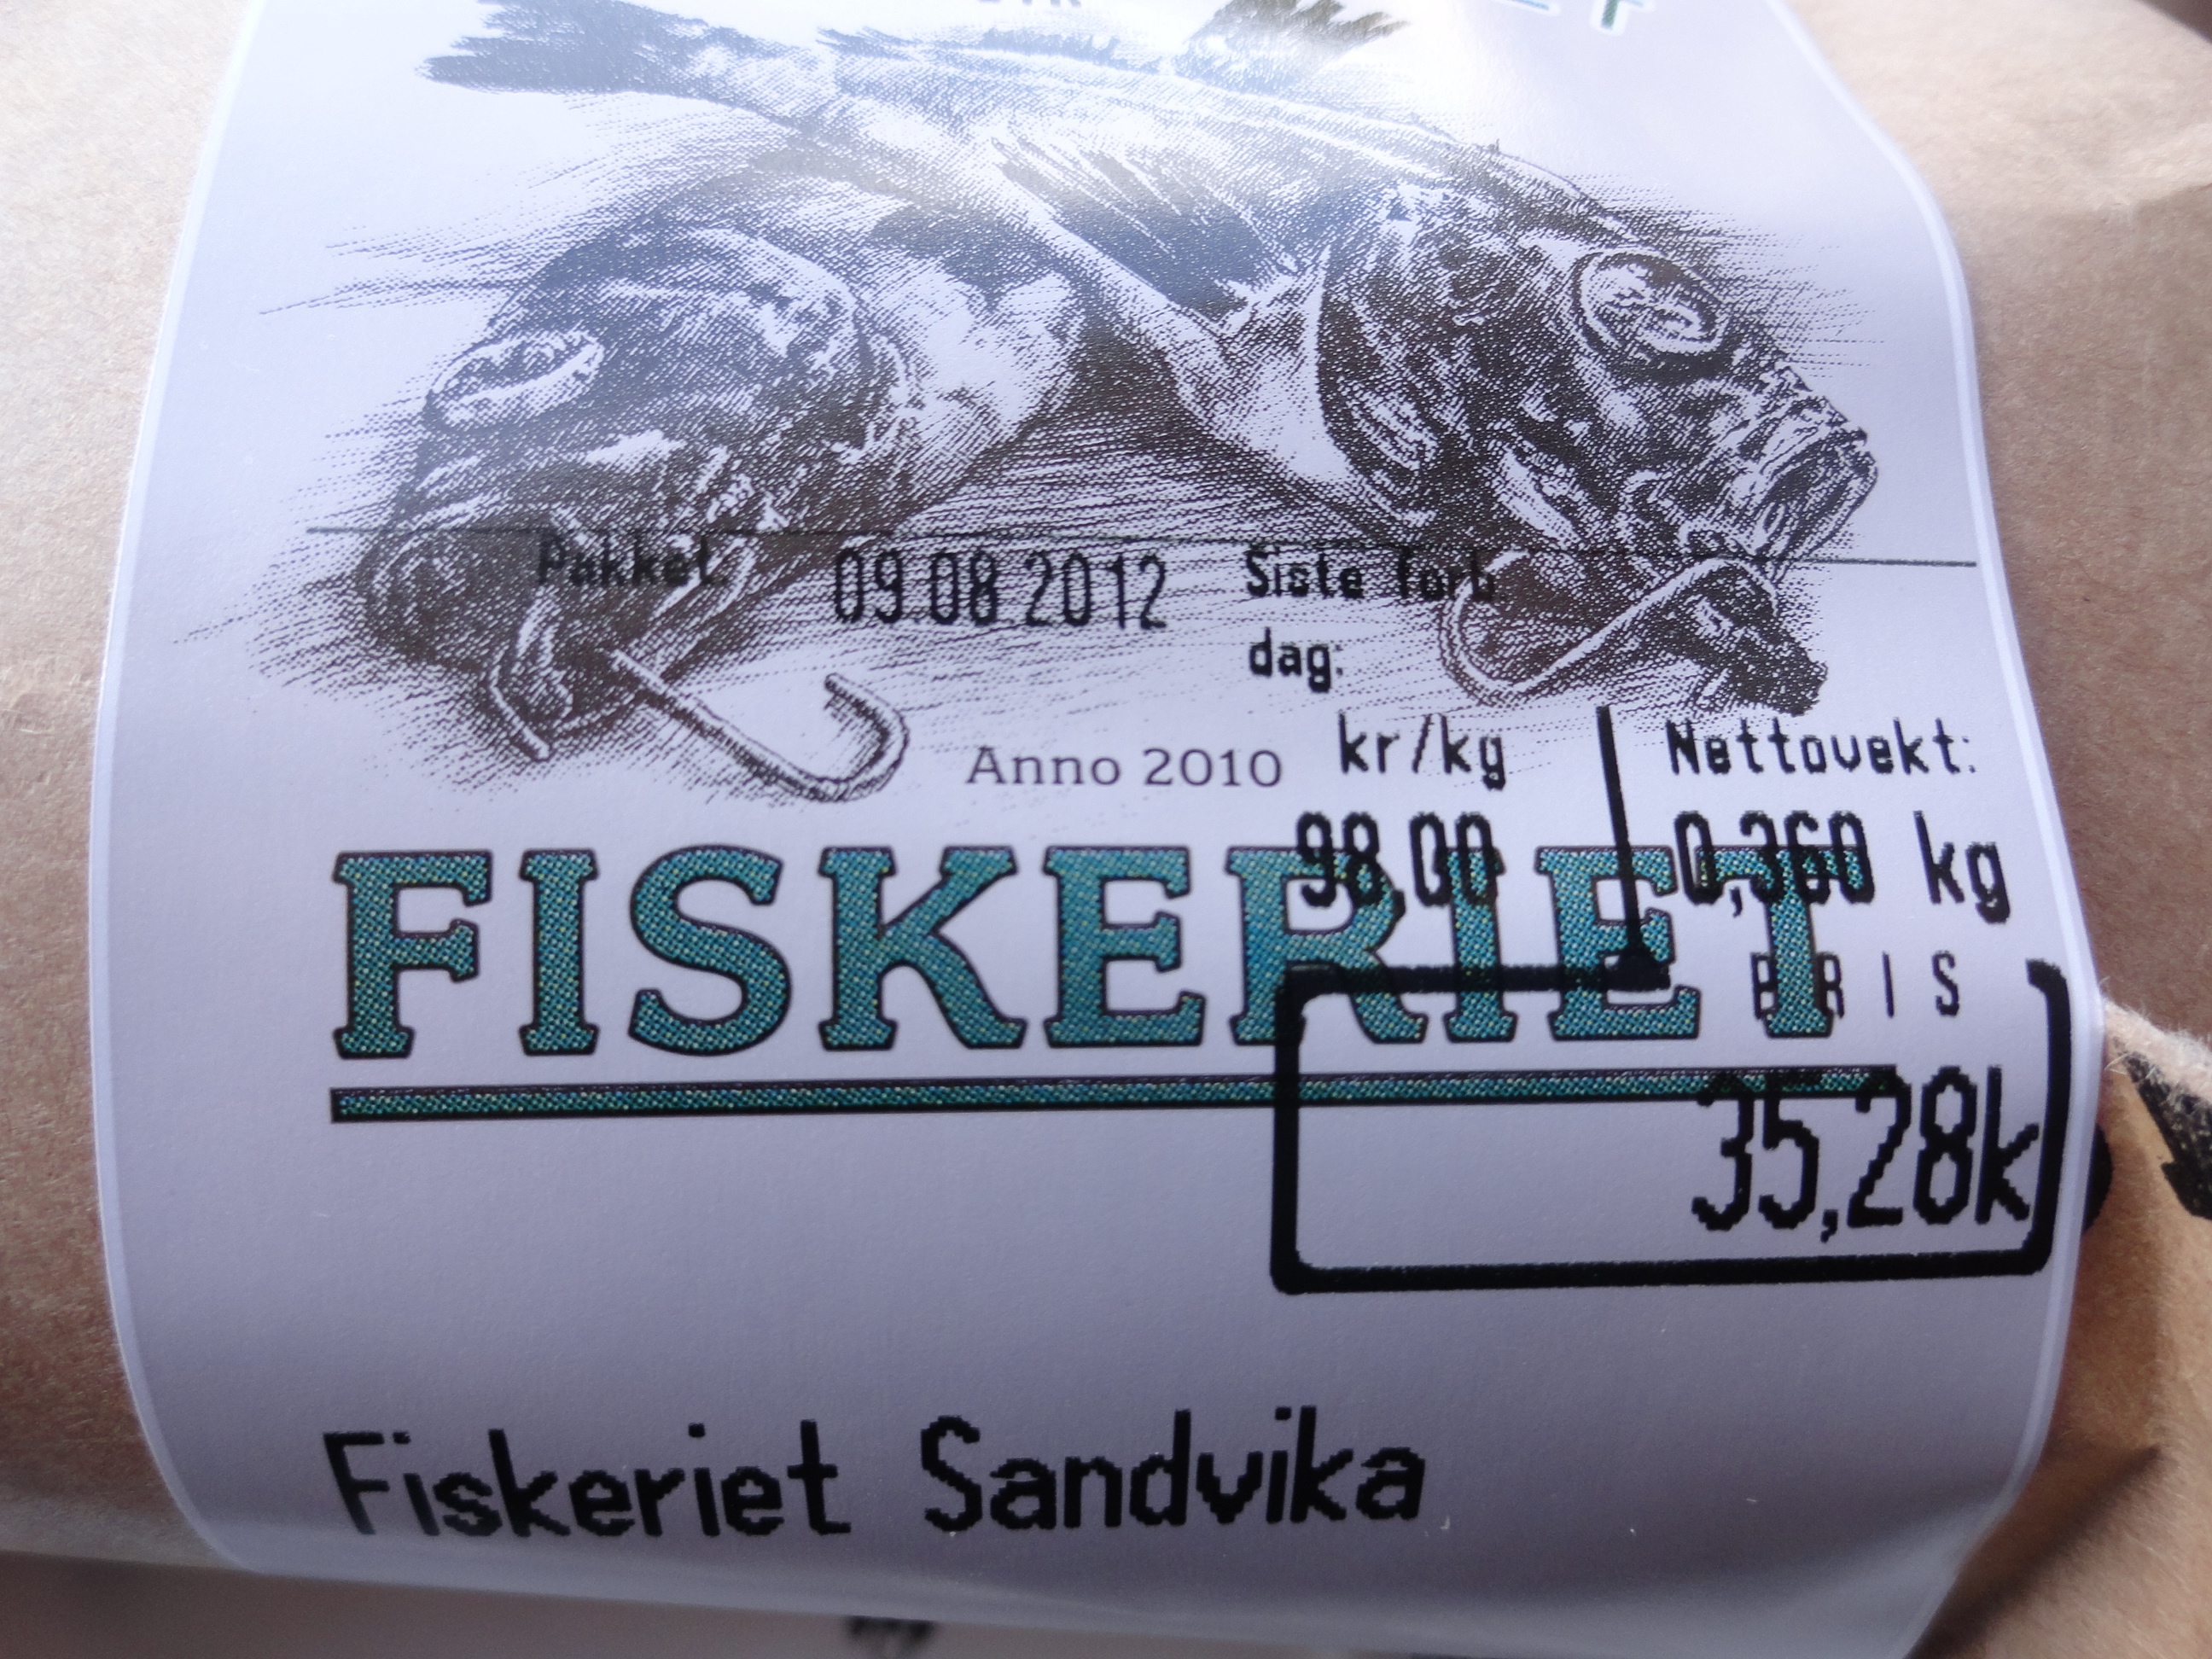 Pakket: 09.08.2012 Siste forb.
dag:
Anno 2010
kr/kg Nettovekt:
98,00 0,360 kg
FISKERIET
PRIS
35,28k
Fiskeriet Sandvika